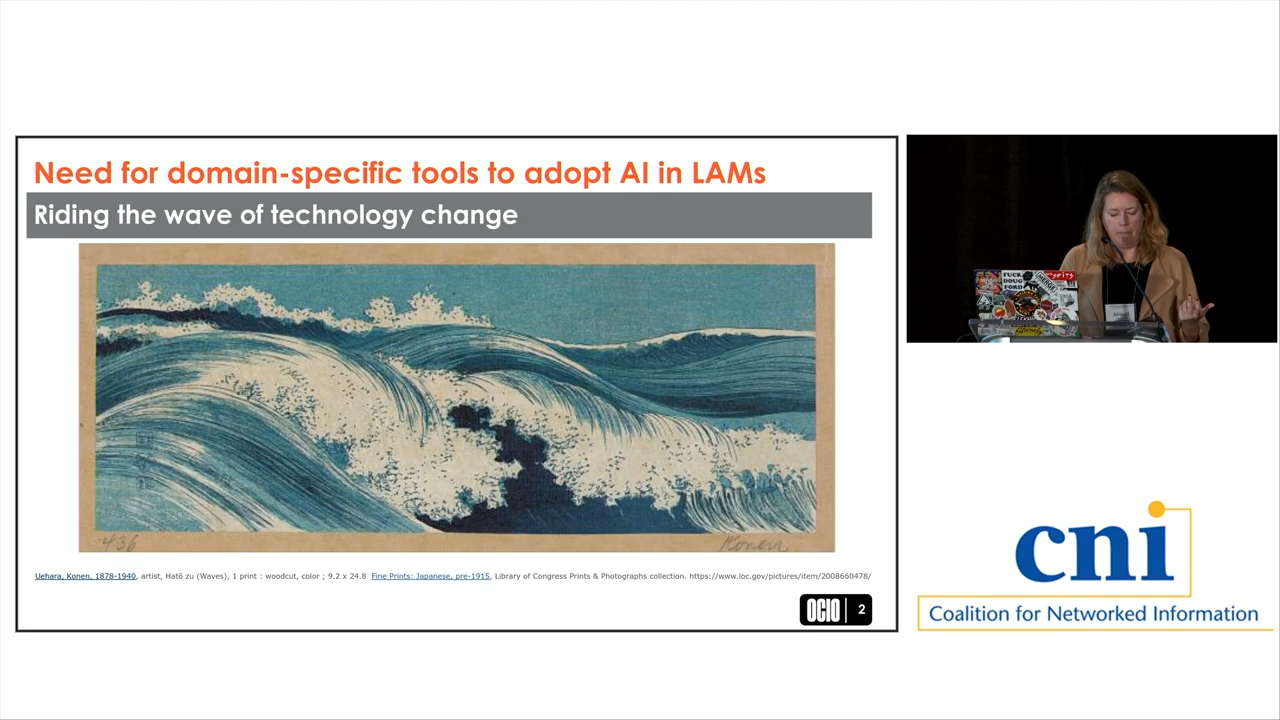 Need for domain-specific tools to adopt AI in LAMs
Riding the wave of technology change
'436
Konen
Uehara, Konen, 1878-1940, artist, Hatō zu (Waves), 1 print : woodcut, color ; 9.2 x 24.8 Fine Prints: Japanese, pre-1915, Library of Congress Prints & Photographs collection. https://www.loc.gov/pictures/item/2008660478/
OCIO 2
FUCK
DOUG
FORD
cni
Coalition for Networked Information